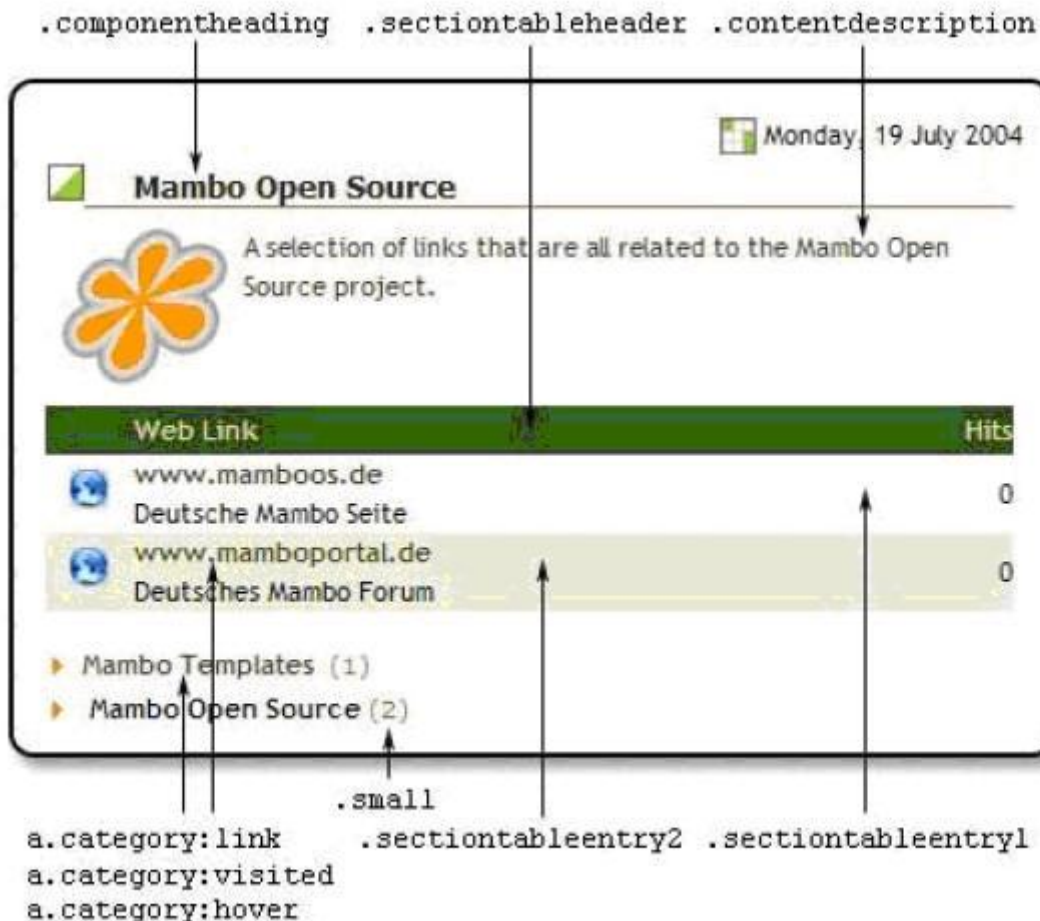 .componentheading .sectiontableheader .contentdescription
Monday, 19 July 2004
Mambo Open Source
A selection of links that are all related to the Mambo Open
Source project.
Web Link Hits
www.mamboos.de
0
Deutsche Mambo Seite
www.mamboportal.de
0
Deutsches Mambo Forum
Mambo Templates (1)
Mambo Open Source (2)
.small
a.category:link .sectiontableentry2 .sectiontableentry1
a.category:visited
a.category:hover